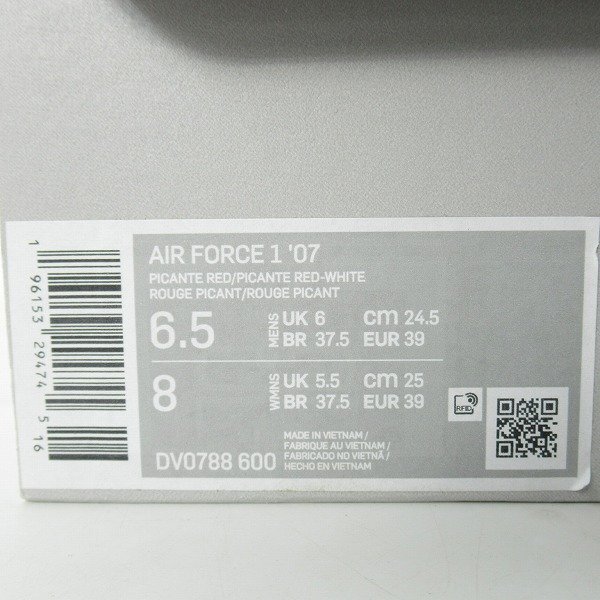 AIR FORCE 1 '07
PICANTE RED/PICANTE RED-WHITE
ROUGE PICANT/ROUGE PICANT
6.5 MENS UK 6 cm 24.5
BR 37.5 EUR 39
8 WMNS UK 5.5 cm 25
BR 37.5 EUR 39
DV0788 600
MADE IN VIETNAM /
FABRIQUE AU VIETNAM /
FABRICADO NO VIETNÃ /
HECHO EN VIETNAM
RFID
1 96153 29474 5 16